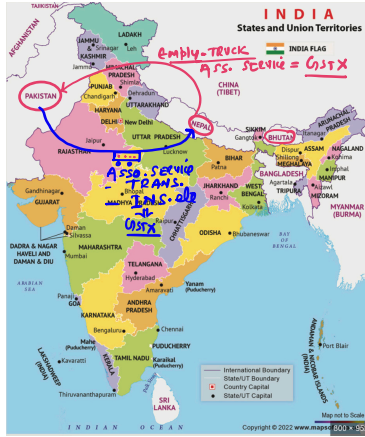 INDIA
States and Union Territories
INDIA FLAG
TAJIKISTAN
AFGHANISTAN
LADAKH
Leh
JAMMU
&
KASHMIR
Srinagar
Jammu
HIMACHAL
PRADESH
PAKISTAN
PUNJAB
Chandigarh
Dehradun
UTTARAKHAND
HARYANA
DELHI
New Delhi
CHINA
(TIBET)
EMPLY-TRUCK
ASS. SERVICE = GSTX
NEPAL
SIKKIM
Gangtok
BHUTAN
ARUNACHAL
PRADESH
Itanagar
RAJASTHAN
Jaipur
UTTAR PRADESH
Lucknow
BIHAR
Patna
Dispur
ASSAM
NAGALAND
Kohima
Shillong
MEGHALAYA
Imphal
MANIPUR
BANGLADESH
Agartala
TRIPURA
Aizawl
MIZORAM
MYANMAR
(BURMA)
ASSO. SERVICE
TRANS.
GSTX
Gandhinagar
GUJARAT
Bhopal
MADHYA
JHARKHAND
Ranchi
WEST
BENGAL
Kolkata
Raipur
CHHATTISGARH
ODISHA
Bhubaneswar
Daman
Silvassa
DADRA & NAGAR
HAVELI AND
DAMAN & DIU
MAHARASHTRA
Mumbai
BAY
OF
BENGAL
ARABIAN
SEA
TELANGANA
Hyderabad
Amaravati
Yanam
(Puducherry)
Panaji
GOA
ANDHRA
PRADESH
KARNATAKA
Bengaluru
Chennai
Mahe
(Puducherry)
PUDUCHERRY
Karaikal
(Puducherry)
TAMIL NADU
KERALA
Kavaratti
LAKSHADWEEP
(INDIA)
Thiruvananthapuram
SRI
LANKA
Port Blair
ANDAMAN & NICOBAR ISLANDS
(INDIA)
International Boundary
State/UT Boundary
Country Capital
State/UT Capital
Map not to Scale
INDIAN OCEAN
Copyright © 2022 www.mapsc